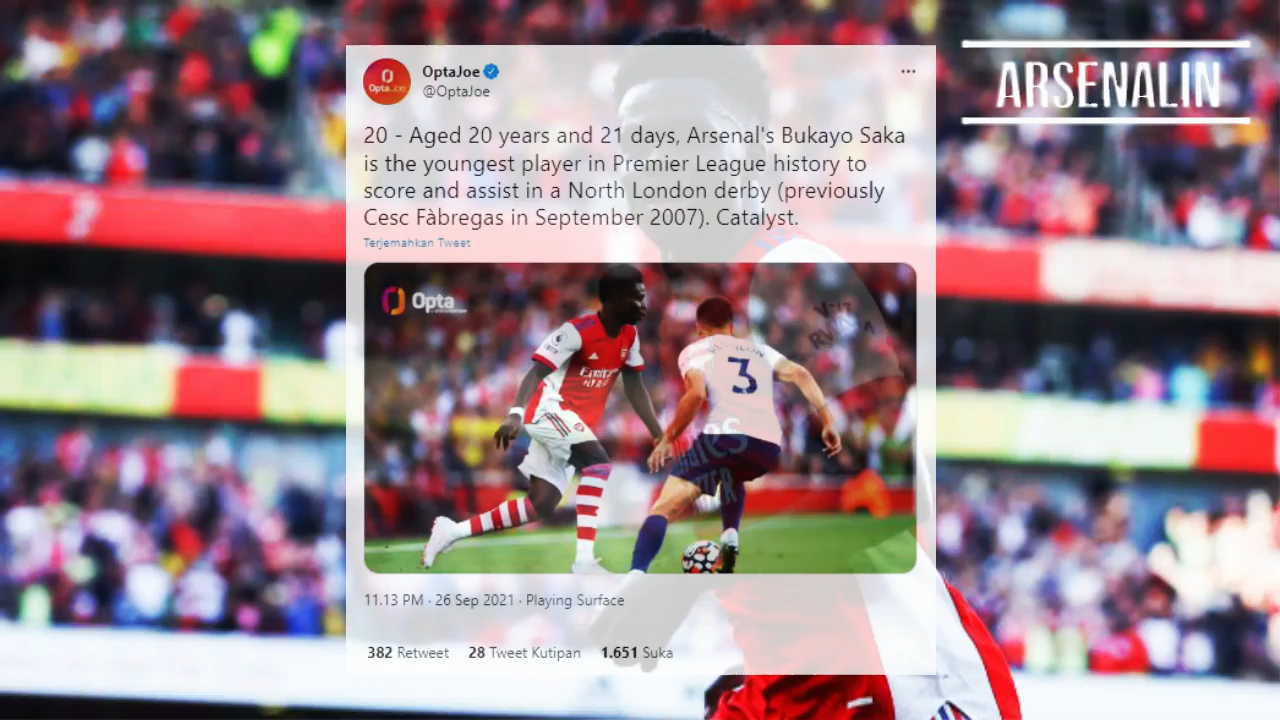 ARSENALIN
OptaJoe
@OptaJoe
20 - Aged 20 years and 21 days, Arsenal's Bukayo Saka
is the youngest player in Premier League history to
score and assist in a North London derby (previously
Cesc Fàbregas in September 2007). Catalyst.
Terjemahkan Tweet
Opta
3
11.13 PM · 26 Sep 2021 · Playing Surface
382 Retweet 28 Tweet Kutipan 1.651 Suka